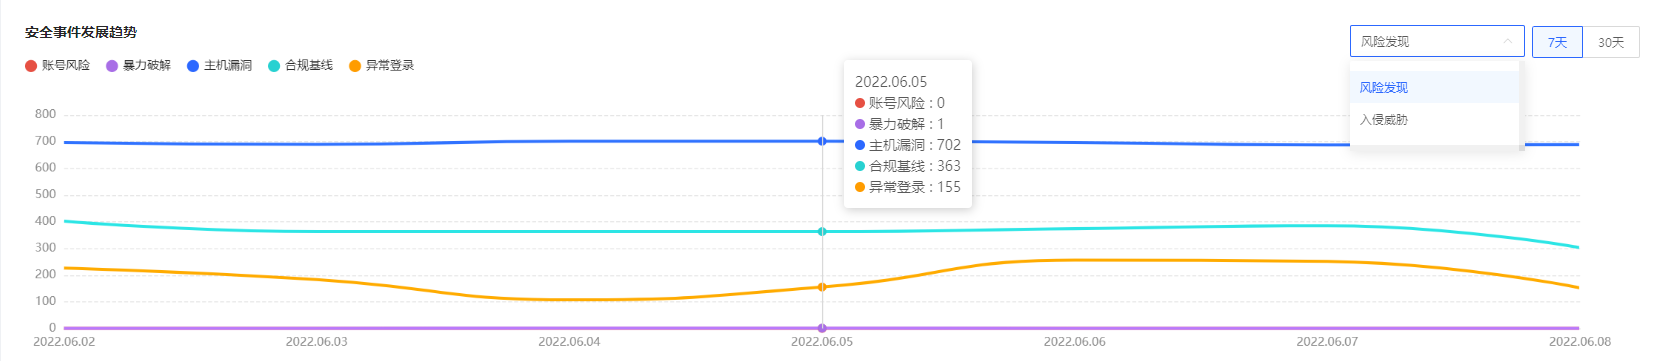 安全事件发展趋势
风险发现
7天
30天
账号风险
暴力破解
主机漏洞
合规基线
异常登录
风险发现
入侵威胁
2022.06.05
账号风险 : 0
暴力破解 : 1
主机漏洞 : 702
合规基线 : 363
异常登录 : 155
800
700
600
500
400
300
200
100
0
2022.06.02
2022.06.03
2022.06.04
2022.06.05
2022.06.06
2022.06.07
2022.06.08